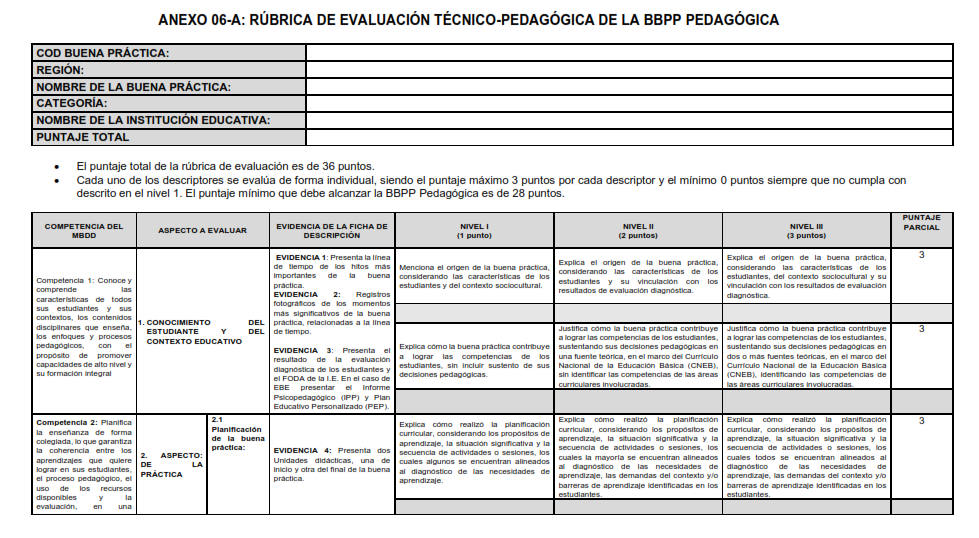 ANEXO 06-A: RÚBRICA DE EVALUACIÓN TÉCNICO-PEDAGÓGICA DE LA BBPP PEDAGÓGICA
COD BUENA PRÁCTICA:
REGIÓN:
NOMBRE DE LA BUENA PRÁCTICA:
CATEGORÍA:
NOMBRE DE LA INSTITUCIÓN EDUCATIVA:
PUNTAJE TOTAL
• El puntaje total de la rúbrica de evaluación es de 36 puntos.
• Cada uno de los descriptores se evalúa de forma individual, siendo el puntaje máximo 3 puntos por cada descriptor y el mínimo 0 puntos siempre que no cumpla con
descrito en el nivel 1. El puntaje mínimo que debe alcanzar la BBPP Pedagógica es de 28 puntos.
COMPETENCIA DEL
MBDD
ASPECTO A EVALUAR
EVIDENCIA DE LA FICHA DE
DESCRIPCIÓN
NIVEL I
(1 punto)
NIVEL II
(2 puntos)
NIVEL III
(3 puntos)
PUNTAJE
PARCIAL
Competencia 1: Conoce y
comprende las
características de todos
sus estudiantes y sus
contextos, los contenidos
disciplinares que enseña,
los enfoques y procesos
pedagógicos, con el
propósito de promover
capacidades de alto nivel y
su formación integral
1. CONOCIMIENTO DEL
ESTUDIANTE Y DEL
CONTEXTO EDUCATIVO
EVIDENCIA 1: Presenta la línea
de tiempo de los hitos más
importantes de la buena
práctica.
EVIDENCIA 2: Registros
fotográficos de los momentos
más significativos de la buena
práctica, relacionadas a la línea
de tiempo.
EVIDENCIA 3: Presenta el
resultado de la evaluación
diagnóstica de los estudiantes y
el FODA de la I.E. En el caso de
EBE presentar el Informe
Psicopedagógico (IPP) y Plan
Educativo Personalizado (PEP).
Menciona el origen de la buena práctica,
considerando las características de los
estudiantes y del contexto sociocultural.
Explica el origen de la buena práctica,
considerando las características de los
estudiantes y su vinculación con los
resultados de evaluación diagnóstica.
Explica el origen de la buena práctica,
considerando las características de los
estudiantes, del contexto sociocultural y su
vinculación con los resultados de evaluación
diagnóstica.
3
Explica cómo la buena práctica contribuye
a lograr las competencias de los
estudiantes, sin incluir sustento de sus
decisiones pedagógicas.
Justifica cómo la buena práctica contribuye
a lograr las competencias de los estudiantes,
sustentando sus decisiones pedagógicas en
una fuente teórica, en el marco del Currículo
Nacional de la Educación Básica (CNEB),
sin identificar las competencias de las áreas
curriculares involucradas.
Justifica cómo la buena práctica contribuye
a lograr las competencias de los estudiantes,
sustentando sus decisiones pedagógicas en
dos o más fuentes teóricas, en el marco del
Currículo Nacional de la Educación Básica
(CNEB), identificando las competencias de
las áreas curriculares involucradas.
3
Competencia 2: Planifica
la enseñanza de forma
colegiada, lo que garantiza
la coherencia entre los
aprendizajes que quiere
lograr en sus estudiantes,
el proceso pedagógico, el
uso de los recursos
disponibles y la
evaluación, en una
2. ASPECTO:
DE LA
PRÁCTICA
2.1
Planificación
de la buena
práctica:
EVIDENCIA 4: Presenta dos
Unidades didácticas, una de
inicio y otra del final de la buena
práctica.
Explica cómo realizó la planificación
curricular, considerando los propósitos de
aprendizaje, la situación significativa y la
secuencia de actividades o sesiones, los
cuales algunos se encuentran alineados
al diagnóstico de las necesidades de
aprendizaje.
Explica cómo realizó la planificación
curricular, considerando los propósitos de
aprendizaje, la situación significativa y la
secuencia de actividades o sesiones, los
cuales la mayoría se encuentran alineados
al diagnóstico de las necesidades de
aprendizaje, las demandas del contexto y/o
barreras de aprendizaje identificadas en los
estudiantes.
Explica cómo realizó la planificación
curricular, considerando los propósitos de
aprendizaje, la situación significativa y la
secuencia de actividades o sesiones, los
cuales todos se encuentran alineados al
diagnóstico de las necesidades de
aprendizaje, las demandas del contexto y/o
barreras de aprendizaje identificadas en los
estudiantes.
3